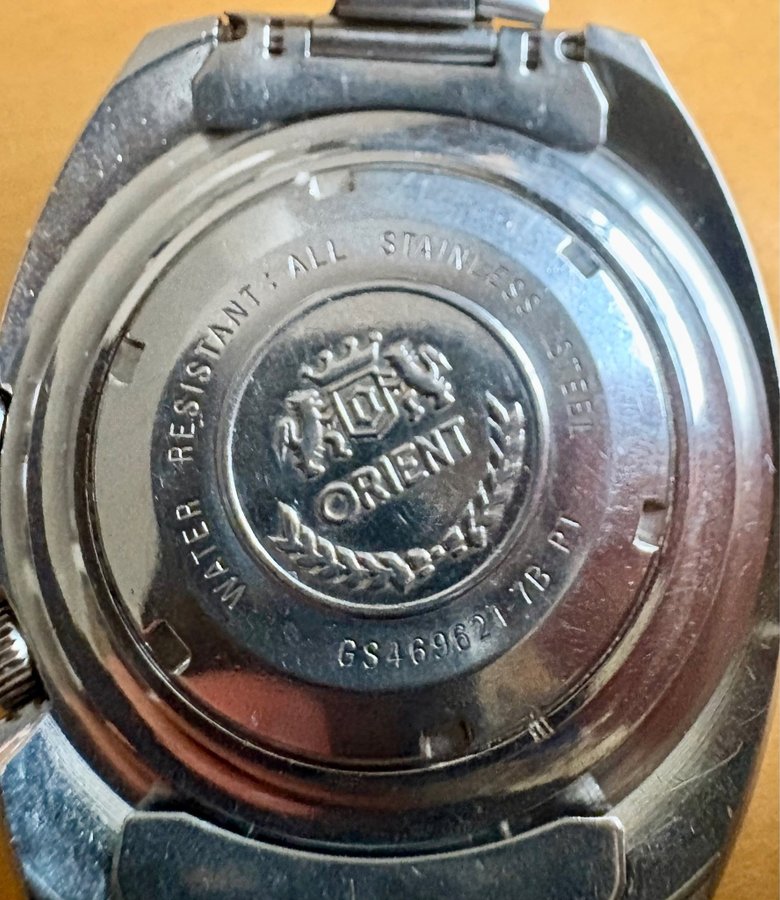 WATER RESISTANT: ALL STAINLESS STEEL
ORIENT
GS469621-7B P1